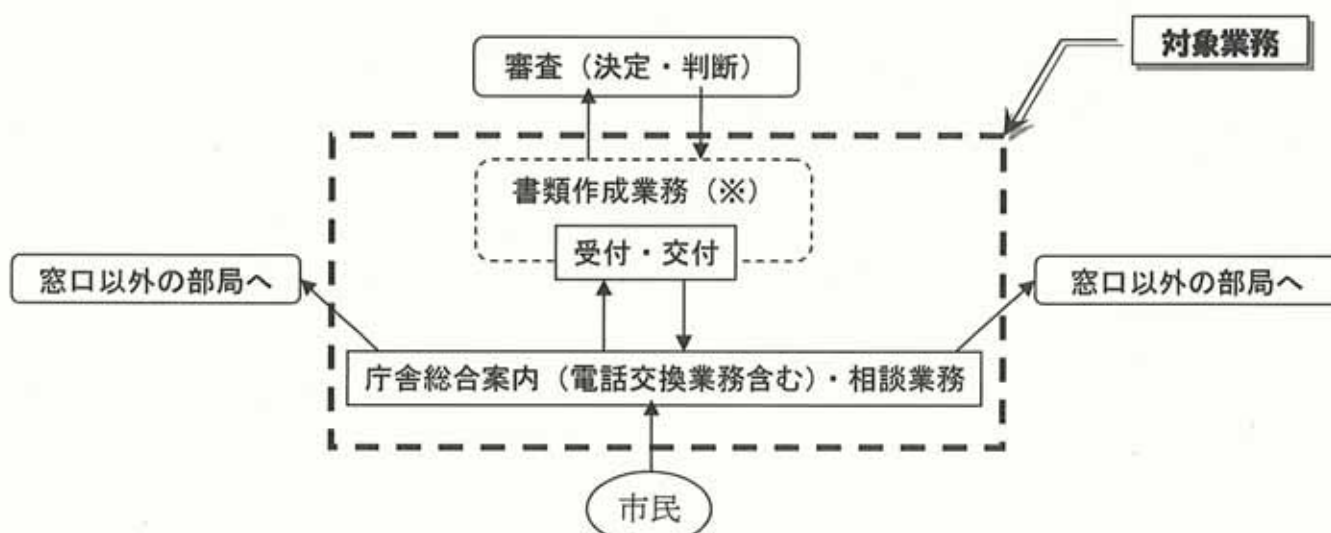 対象業務
審査（決定・判断）
書類作成業務（※）
受付・交付
窓口以外の部局へ
窓口以外の部局へ
庁舎総合案内（電話交換業務含む）・相談業務
市民